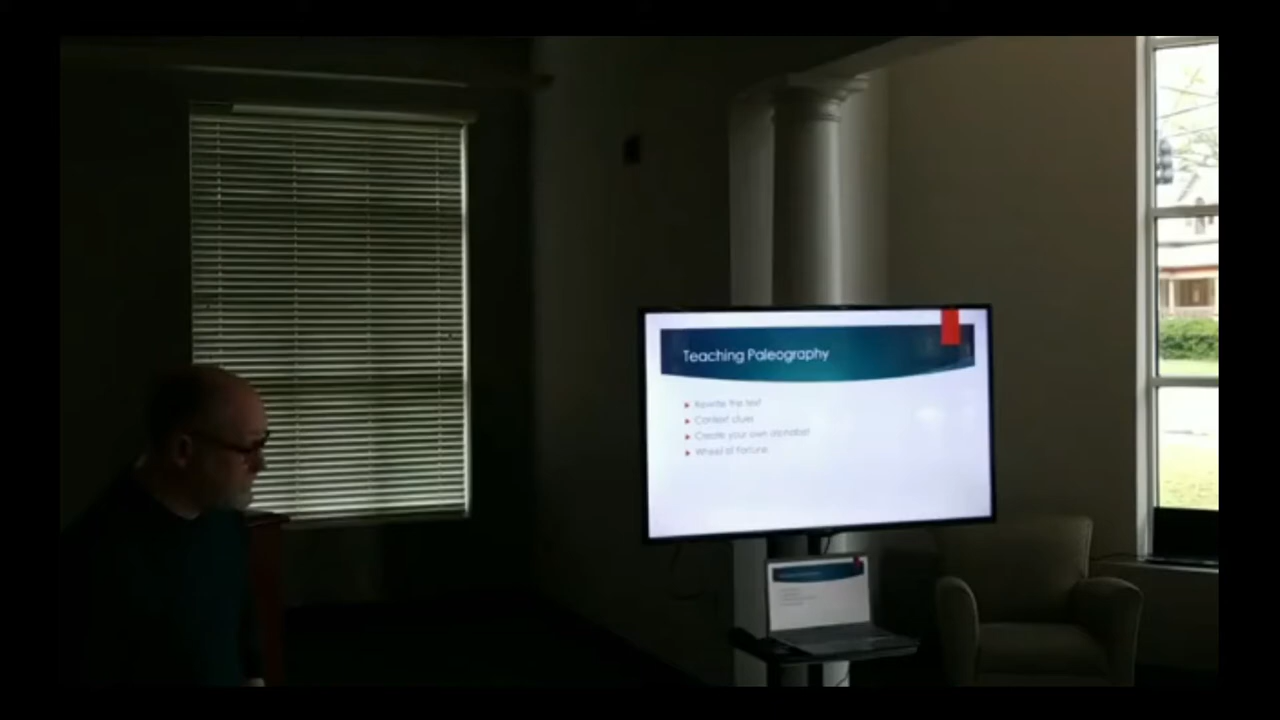 Teaching Paleography
Rewrite the text
Context clues
Create your own alphabet
Wheel of Fortune